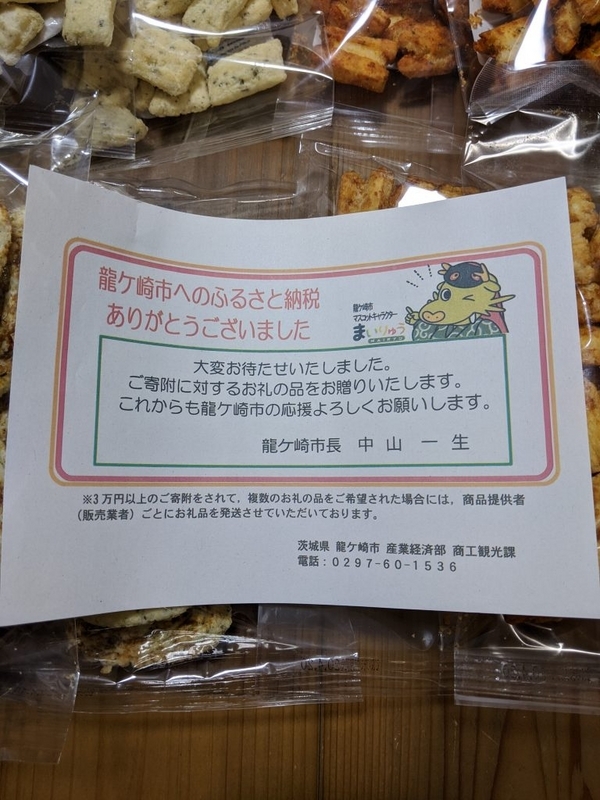 龍ケ崎市へのふるさと納税
ありがとうございました
龍ケ崎市
マスコットキャラクター
まいりゅう
大変お待たせいたしました。
ご寄附に対するお礼の品をお贈りいたします。
これからも龍ケ崎市の応援よろしくお願いします。
龍ケ崎市長 中山 一生
※3万円以上のご寄附をされて，複数のお礼の品をご希望された場合には，商品提供者
（販売業者）ごとにお礼品を発送させていただいております。
茨城県 龍ケ崎市 産業経済部 商工観光課
電話：０２９７-６０-１５３６